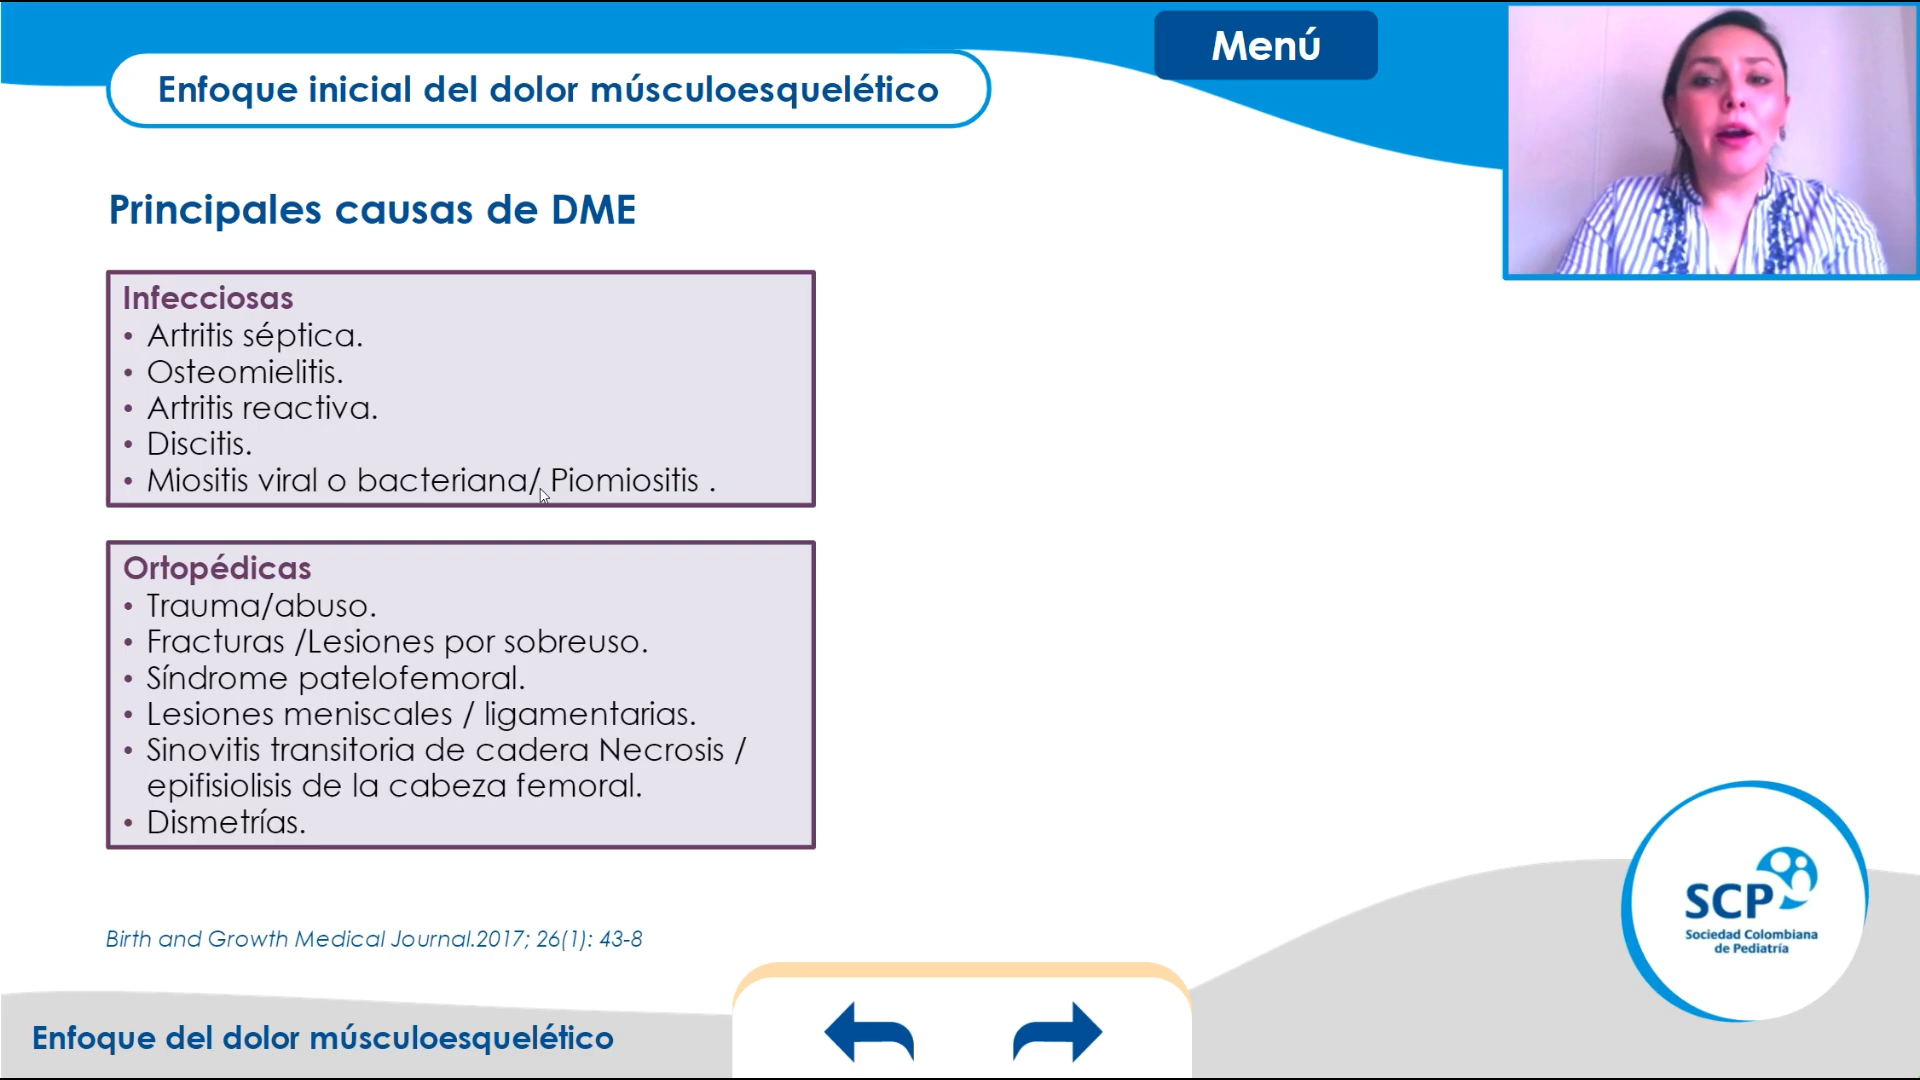 Menú
Enfoque inicial del dolor músculoesquelético
Principales causas de DME
Infecciosas
• Artritis séptica.
• Osteomielitis.
• Artritis reactiva.
• Discitis.
• Miositis viral o bacteriana/ Piomiositis .
Ortopédicas
• Trauma/abuso.
• Fracturas /Lesiones por sobreuso.
• Síndrome patelofemoral.
• Lesiones meniscales / ligamentarias.
• Sinovitis transitoria de cadera Necrosis /
epifisiolisis de la cabeza femoral.
• Dismetrías.
Birth and Growth Medical Journal.2017; 26(1): 43-8
SCP
Sociedad Colombiana
de Pediatría
Enfoque del dolor músculoesquelético